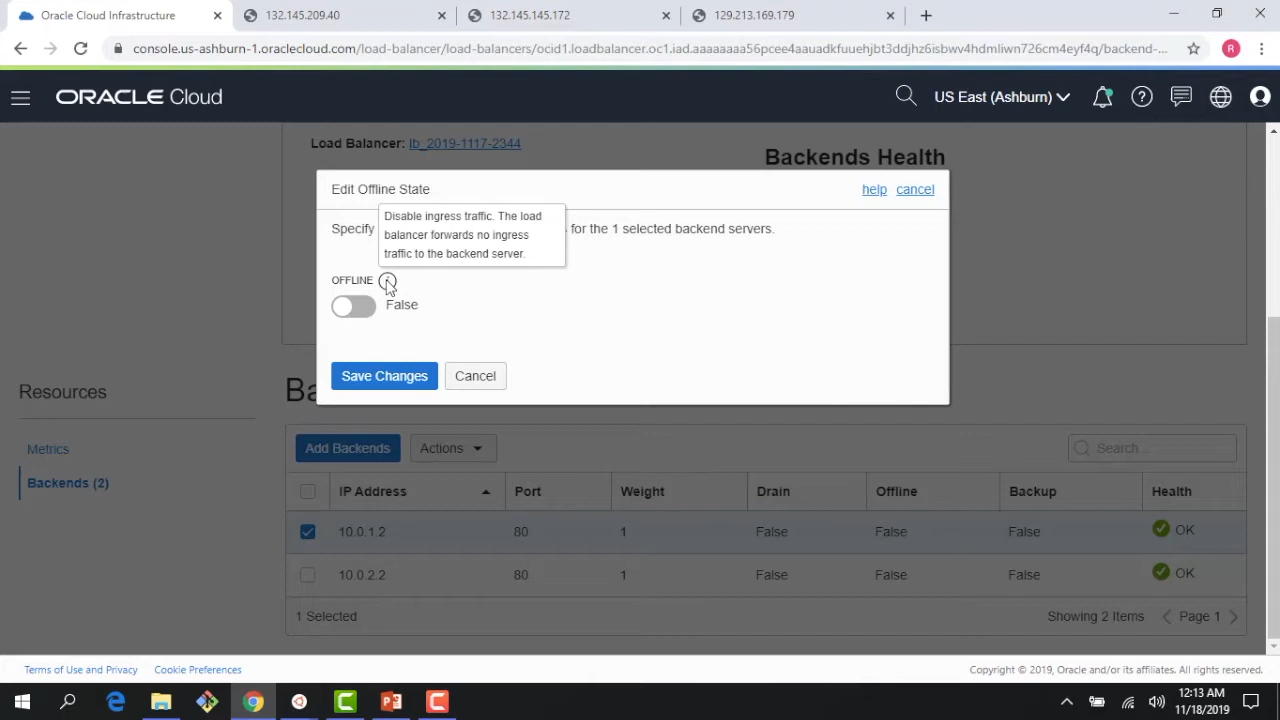 Oracle Cloud Infrastructure
132.145.209.40
132.145.145.172
129.213.169.179
console.us-ashburn-1.oraclecloud.com/load-balancer/load-balancers/ocid1.loadbalancer.oc1.iad.aaaaaaaa56pcee4aauadkfuuehjbt3ddjhz6isbwv4hdmliwn726cm4eyf4q/backend-...
R
ORACLE Cloud
US East (Ashburn)
Load Balancer: lb_2019-1117-2344
Backends Health
Edit Offline State
help
cancel
Disable ingress traffic. The load
balancer forwards no ingress
traffic to the backend server.
Specify
for the 1 selected backend servers.
OFFLINE
False
Save Changes
Cancel
Resources
Metrics
Backends (2)
Ba
Add Backends
Actions
Search...
IP Address Port Weight Drain Offline Backup Health
10.0.1.2 80 1 False False False OK
10.0.2.2 80 1 False False False OK
1 Selected
Showing 2 Items
Page 1
Terms of Use and Privacy
Cookie Preferences
Copyright © 2019, Oracle and/or its affiliates. All rights reserved.
12:13 AM
11/18/2019